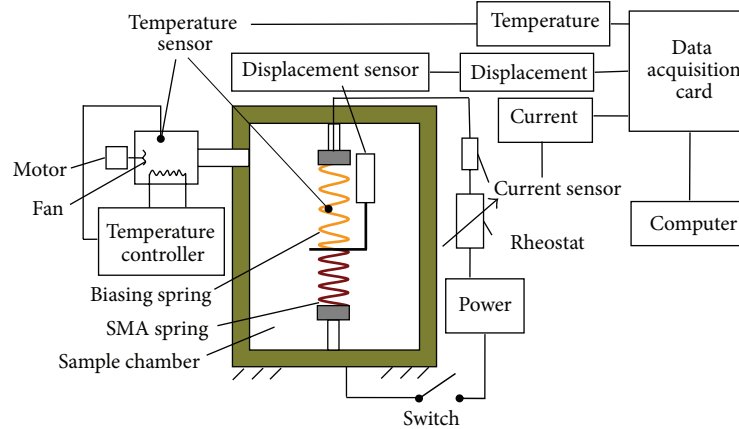 Temperature
sensor
Temperature
Displacement sensor
Displacement
Data
acquisition
card
Current
Motor
Fan
Current sensor
Temperature
controller
Rheostat
Computer
Biasing spring
Power
SMA spring
Sample chamber
Switch